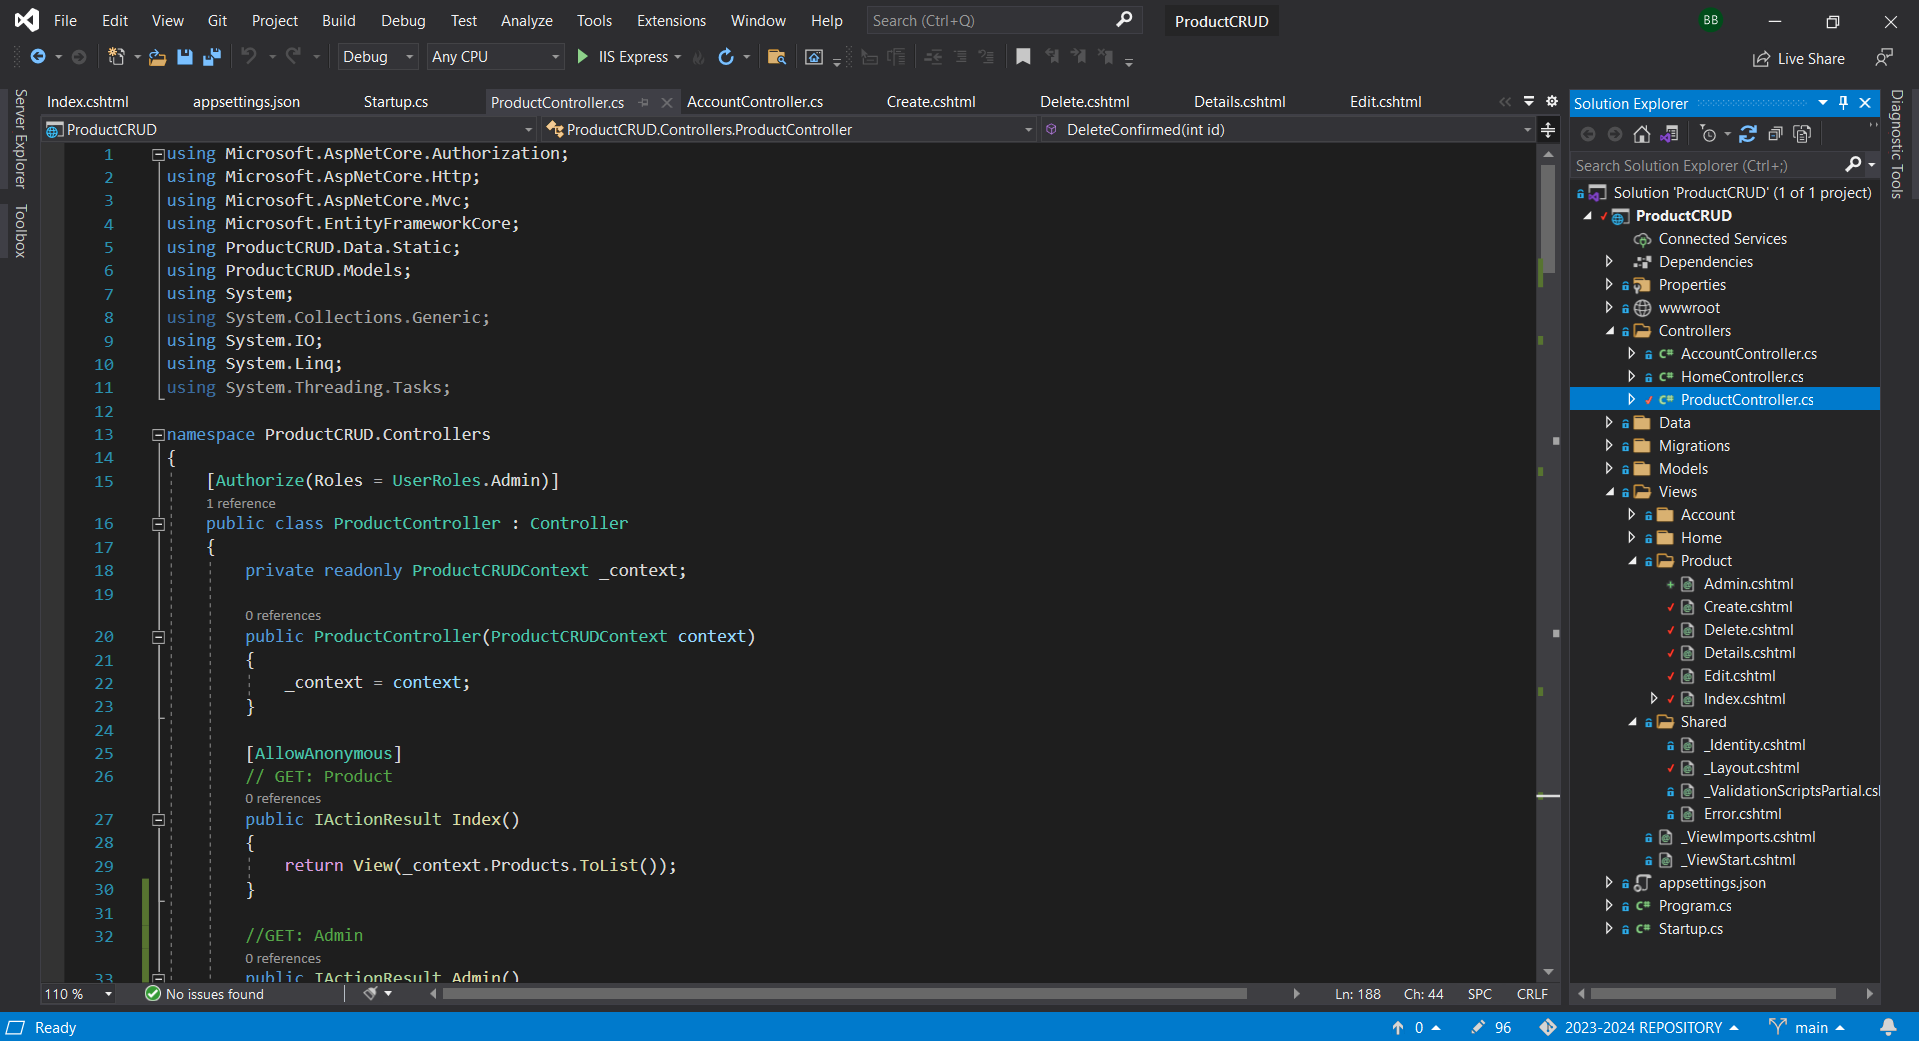 File Edit View Git Project Build Debug Test Analyze Tools Extensions Window Help Search (Ctrl+Q) ProductCRUD BB
Debug Any CPU IIS Express Live Share
Server Explorer
Toolbox
Index.cshtml appsettings.json Startup.cs ProductController.cs AccountController.cs Create.cshtml Delete.cshtml Details.cshtml Edit.cshtml
ProductCRUD ProductCRUD.Controllers.ProductController DeleteConfirmed(int id)
1 using Microsoft.AspNetCore.Authorization;
2 using Microsoft.AspNetCore.Http;
3 using Microsoft.AspNetCore.Mvc;
4 using Microsoft.EntityFrameworkCore;
5 using ProductCRUD.Data.Static;
6 using ProductCRUD.Models;
7 using System;
8 using System.Collections.Generic;
9 using System.IO;
10 using System.Linq;
11 using System.Threading.Tasks;
12
13 namespace ProductCRUD.Controllers
14 {
15 [Authorize(Roles = UserRoles.Admin)]
1 reference
16 public class ProductController : Controller
17 {
18 private readonly ProductCRUDContext _context;
19
0 references
20 public ProductController(ProductCRUDContext context)
21 {
22 _context = context;
23 }
24
25 [AllowAnonymous]
26 // GET: Product
0 references
27 public IActionResult Index()
28 {
29 return View(_context.Products.ToList());
30 }
31
32 //GET: Admin
0 references
33 public IActionResult Admin()
110 % No issues found Ln: 188 Ch: 44 SPC CRLF
Solution Explorer
Search Solution Explorer (Ctrl+;)
Solution 'ProductCRUD' (1 of 1 project)
ProductCRUD
Connected Services
Dependencies
Properties
wwwroot
Controllers
C# AccountController.cs
C# HomeController.cs
C# ProductController.cs
Data
Migrations
Models
Views
Account
Home
Product
Admin.cshtml
Create.cshtml
Delete.cshtml
Details.cshtml
Edit.cshtml
Index.cshtml
Shared
_Identity.cshtml
_Layout.cshtml
_ValidationScriptsPartial.csl
Error.cshtml
_ViewImports.cshtml
_ViewStart.cshtml
appsettings.json
C# Program.cs
C# Startup.cs
Diagnostic Tools
Ready 0 96 2023-2024 REPOSITORY main